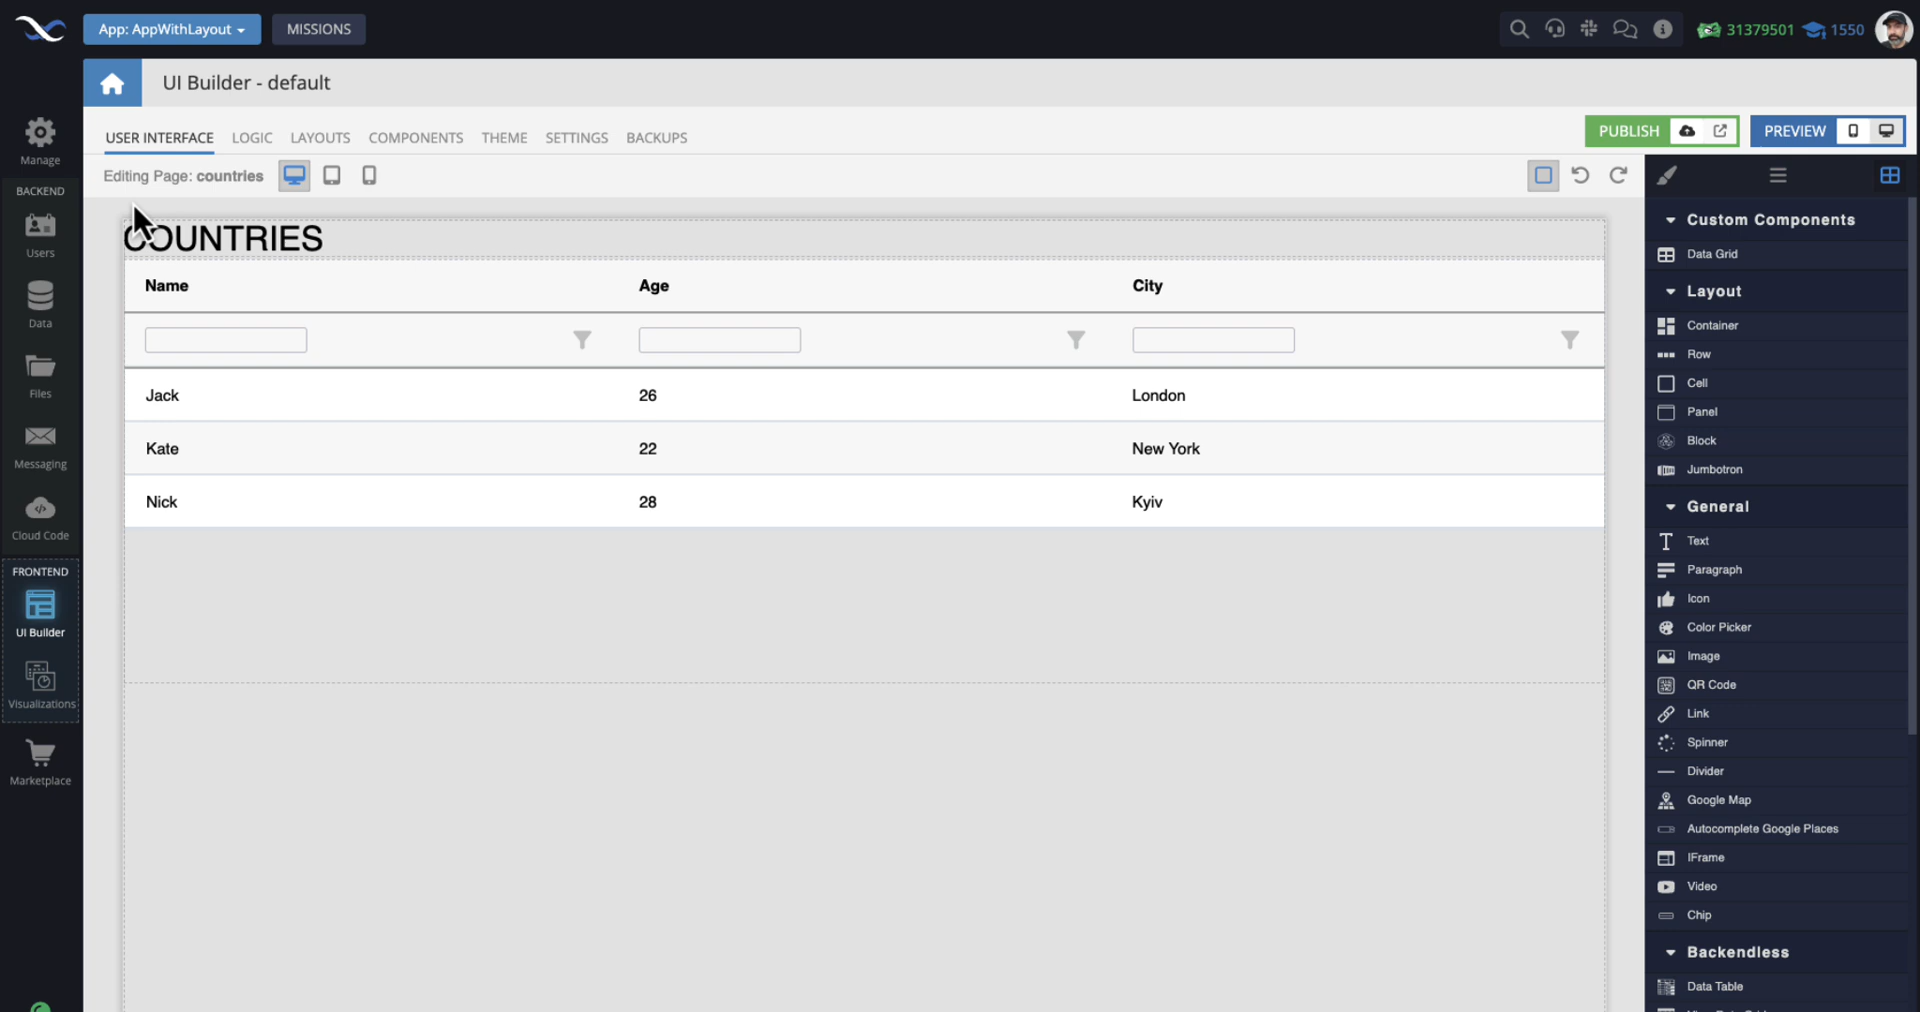 App: AppWithLayout
MISSIONS
31379501
1550
UI Builder - default
Manage
BACKEND
Users
Data
Files
Messaging
Cloud Code
FRONTEND
UI Builder
Visualizations
Marketplace
USER INTERFACE
LOGIC
LAYOUTS
COMPONENTS
THEME
SETTINGS
BACKUPS
PUBLISH
PREVIEW
Editing Page: countries
COUNTRIES
Name Age City
Jack 26 London
Kate 22 New York
Nick 28 Kyiv
Custom Components
Data Grid
Layout
Container
Row
Cell
Panel
Block
Jumbotron
General
Text
Paragraph
Icon
Color Picker
Image
QR Code
Link
Spinner
Divider
Google Map
Autocomplete Google Places
IFrame
Video
Chip
Backendless
Data Table